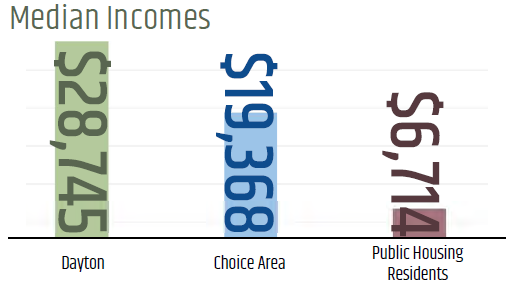 Median Incomes
$28,745
$19,368
$6,714
Dayton
Choice Area
Public Housing
Residents